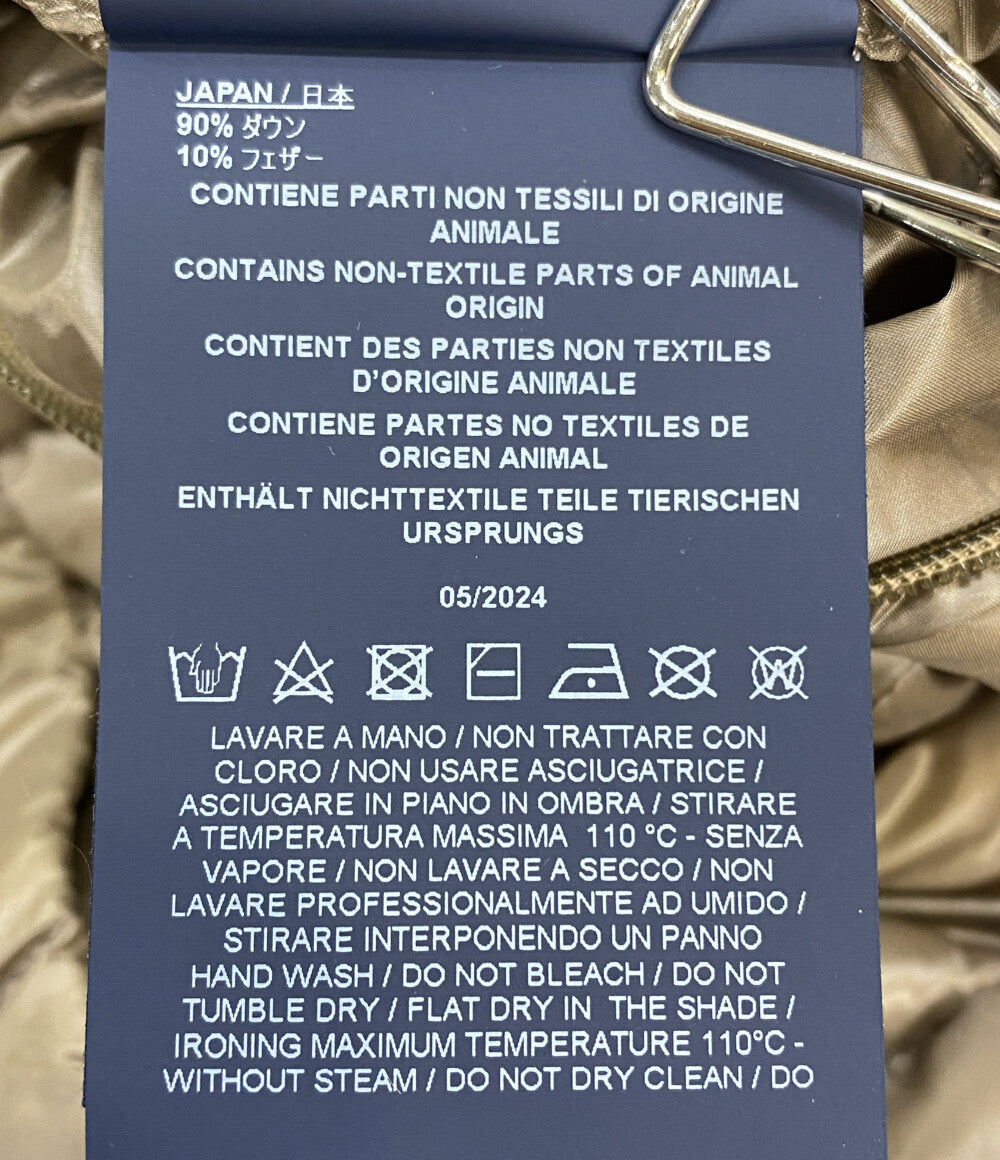 JAPAN / 日本
90% ダウン
10% フェザー
CONTIENE PARTI NON TESSILI DI ORIGINE
ANIMALE
CONTAINS NON-TEXTILE PARTS OF ANIMAL
ORIGIN
CONTIENT DES PARTIES NON TEXTILES
D'ORIGINE ANIMALE
CONTIENE PARTES NO TEXTILES DE
ORIGEN ANIMAL
ENTHÄLT NICHTTEXTILE TEILE TIERISCHEN
URSPRUNGS
05/2024
W
LAVARE A MANO / NON TRATTARE CON
CLORO / NON USARE ASCIUGATRICE /
ASCIUGARE IN PIANO IN OMBRA / STIRARE
A TEMPERATURA MASSIMA 110 °C - SENZA
VAPORE / NON LAVARE A SECCO / NON
LAVARE PROFESSIONALMENTE AD UMIDO /
STIRARE INTERPONENDO UN PANNO
HAND WASH / DO NOT BLEACH / DO NOT
TUMBLE DRY / FLAT DRY IN THE SHADE /
IRONING MAXIMUM TEMPERATURE 110°C -
WITHOUT STEAM / DO NOT DRY CLEAN / DO